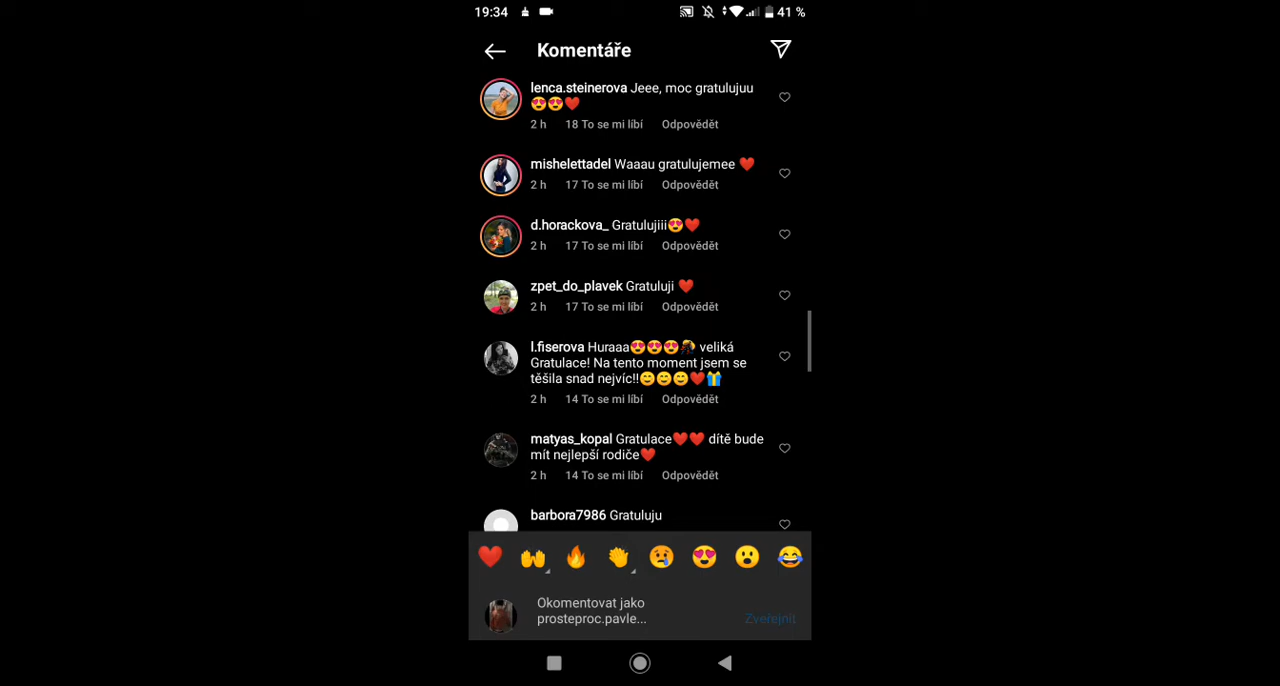 19:34 41 %
Komentáře
lenca.steinerova Jeee, moc gratulujuu
😍😍❤️
2 h 18 To se mi líbí Odpovědět
mishelettadel Waaau gratulujemee ❤️
2 h 17 To se mi líbí Odpovědět
d.horackova_ Gratulujiii😍❤️
2 h 17 To se mi líbí Odpovědět
zpet_do_plavek Gratuluji ❤️
2 h 17 To se mi líbí Odpovědět
l.fiserova Huraaa😍😍😍 veliká
Gratulace! Na tento moment jsem se
těšila snad nejvíc!!😊😊😊❤️🎁
2 h 14 To se mi líbí Odpovědět
matyas_kopal Gratulace❤️❤️ dítě bude
mít nejlepší rodiče❤️
2 h 14 To se mi líbí Odpovědět
barbora7986 Gratuluju
❤️ 🙌 🔥 👏 😢 😍 😮 😂
Okomentovat jako
prosteproc.pavle...
Zveřejnit